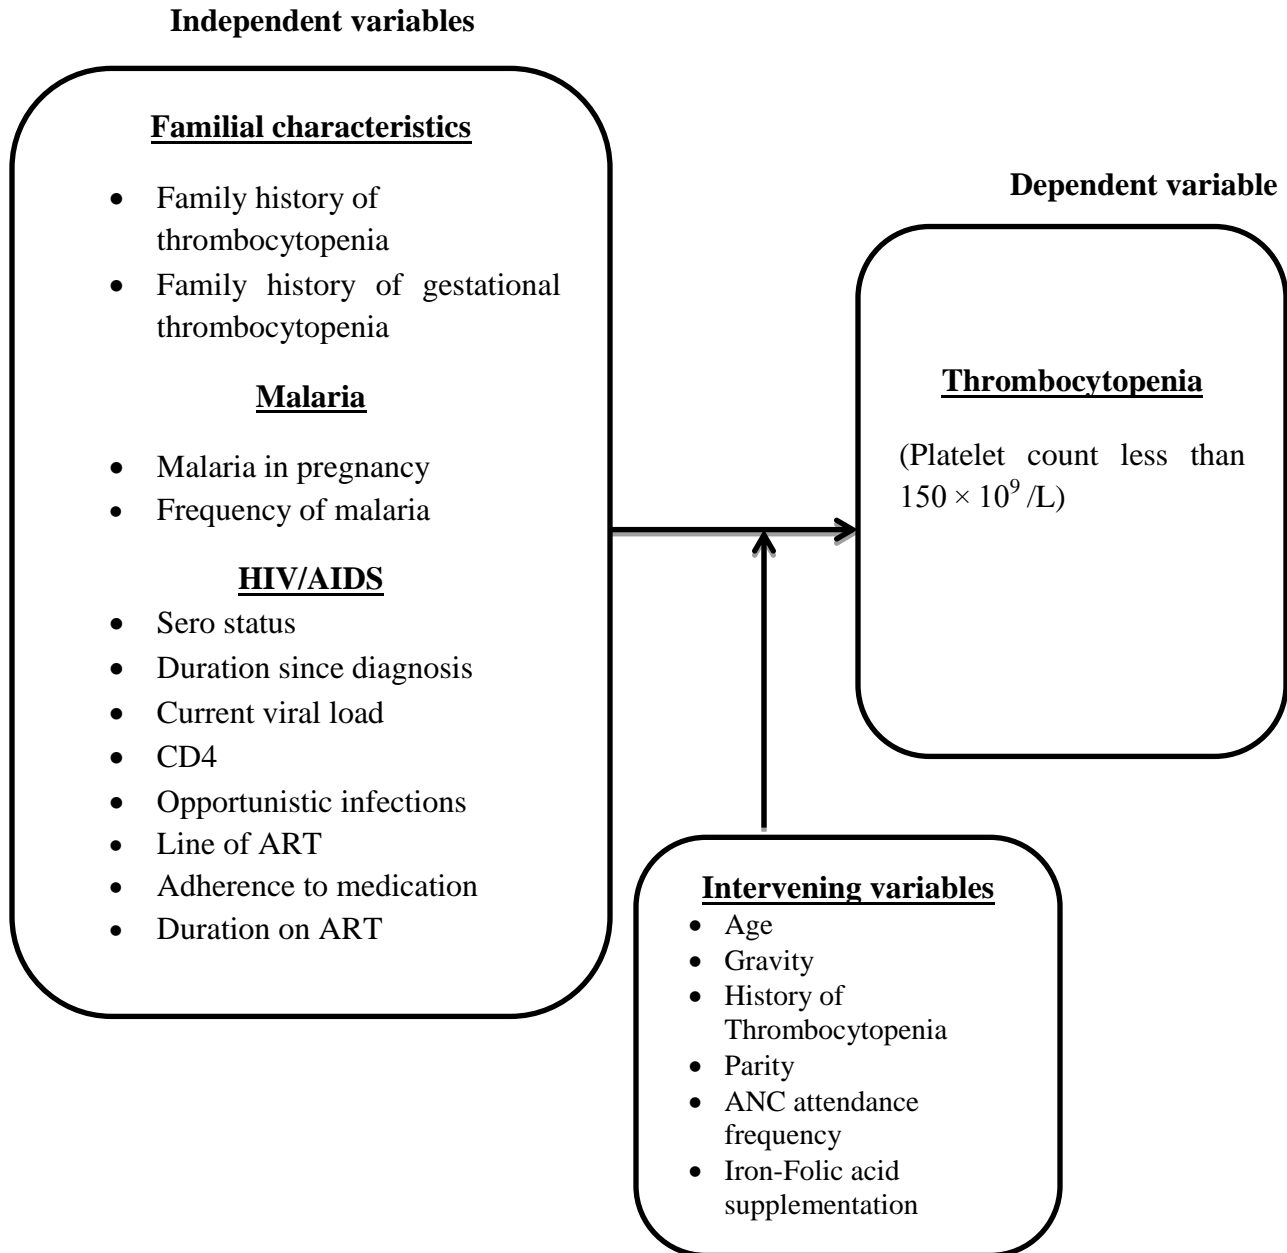 Independent variables
Familial characteristics
• Family history of
thrombocytopenia
• Family history of gestational
thrombocytopenia
Malaria
• Malaria in pregnancy
• Frequency of malaria
HIV/AIDS
• Sero status
• Duration since diagnosis
• Current viral load
• CD4
• Opportunistic infections
• Line of ART
• Adherence to medication
• Duration on ART
Dependent variable
Thrombocytopenia
(Platelet count less than
150 × 10⁹ /L)
Intervening variables
• Age
• Gravity
• History of
Thrombocytopenia
• Parity
• ANC attendance
frequency
• Iron-Folic acid
supplementation